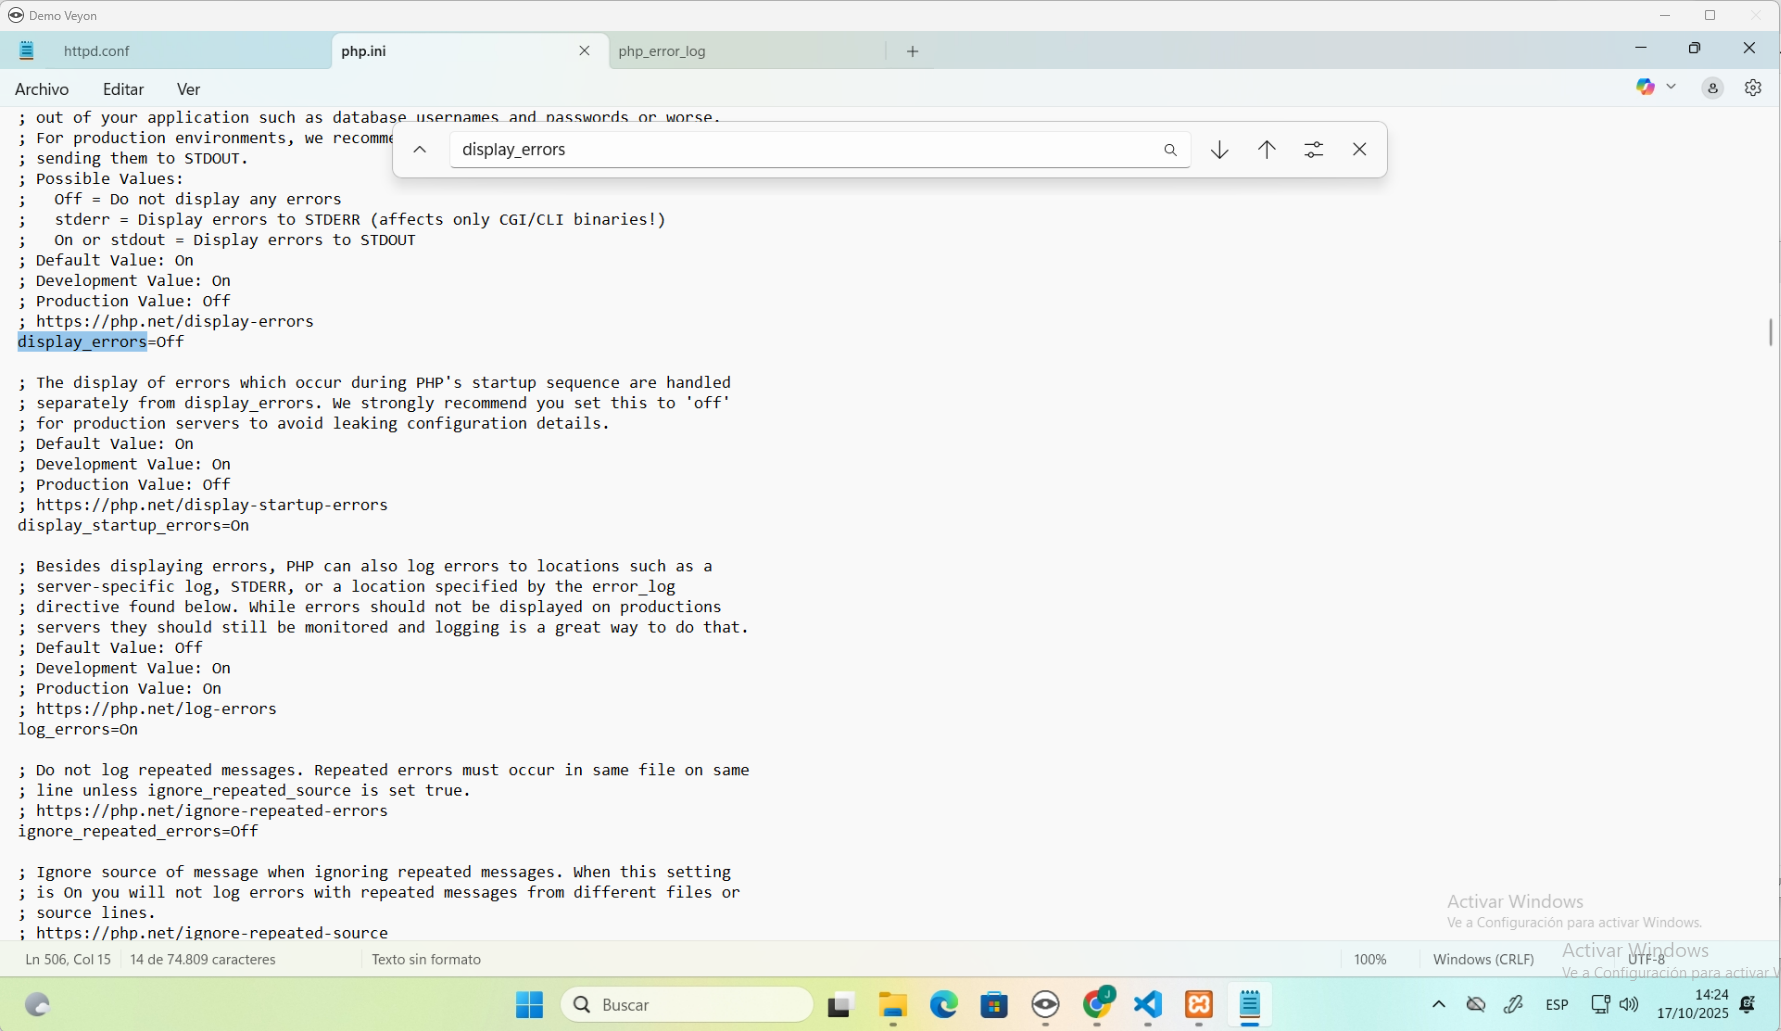 Demo Veyon
httpd.conf
php.ini
php_error_log
Archivo Editar Ver
; out of your application such as database usernames and passwords or worse.
; For production environments, we recomme
; sending them to STDOUT.
; Possible Values:
;   Off = Do not display any errors
;   stderr = Display errors to STDERR (affects only CGI/CLI binaries!)
;   On or stdout = Display errors to STDOUT
; Default Value: On
; Development Value: On
; Production Value: Off
; https://php.net/display-errors
display_errors=Off
display_errors
; The display of errors which occur during PHP's startup sequence are handled
; separately from display_errors. We strongly recommend you set this to 'off'
; for production servers to avoid leaking configuration details.
; Default Value: On
; Development Value: On
; Production Value: Off
; https://php.net/display-startup-errors
display_startup_errors=On
; Besides displaying errors, PHP can also log errors to locations such as a
; server-specific log, STDERR, or a location specified by the error_log
; directive found below. While errors should not be displayed on productions
; servers they should still be monitored and logging is a great way to do that.
; Default Value: Off
; Development Value: On
; Production Value: On
; https://php.net/log-errors
log_errors=On
; Do not log repeated messages. Repeated errors must occur in same file on same
; line unless ignore_repeated_source is set true.
; https://php.net/ignore-repeated-errors
ignore_repeated_errors=Off
; Ignore source of message when ignoring repeated messages. When this setting
; is On you will not log errors with repeated messages from different files or
; source lines.
; https://php.net/ignore-repeated-source
Activar Windows
Ve a Configuración para activar Windows.
Ln 506, Col 15 14 de 74.809 caracteres Texto sin formato 100% Windows (CRLF) UTF-8
Activar Windows
Ve a Configuración para activar W
Buscar
J
ESP
14:24
17/10/2025